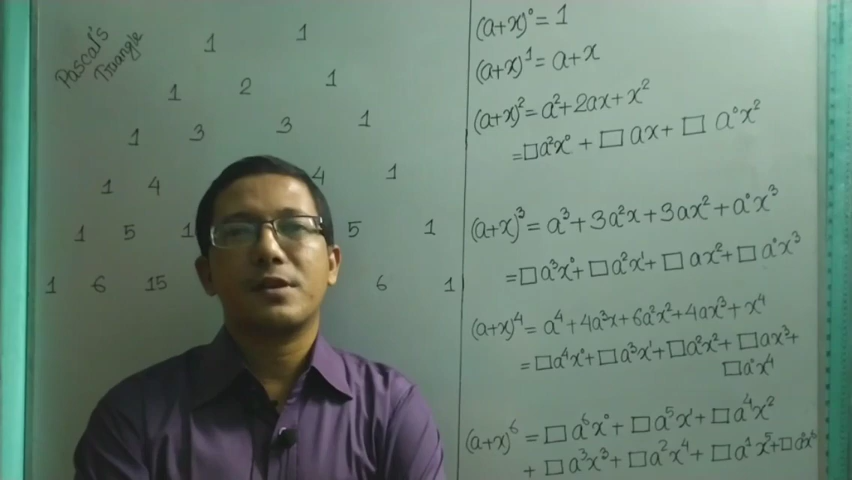 Pascal's
Triangle
1 1
1 2 1
1 3 3 1
1 4 4 1
1 5 1 5 1
1 6 15 6 1
(a+x)⁰ = 1
(a+x)¹ = a+x
(a+x)² = a²+2ax+x²
=□a²x⁰ + □ ax+ □ a⁰x²
(a+x)³ = a³+3a²x+3ax²+a⁰x³
=□a³x⁰+□a²x¹+□ ax²+□ a⁰x³
(a+x)⁴ = a⁴+4a³x+6a²x²+4ax³+x⁴
=□a⁴x⁰+□a³x¹+□a²x²+□ax³+
□a⁰x⁴
(a+x)⁶ = □ a⁶x⁰+□a⁵x¹+□a⁴x²
+□a³x³+□a²x⁴+□a¹x⁵+□a⁰x⁶